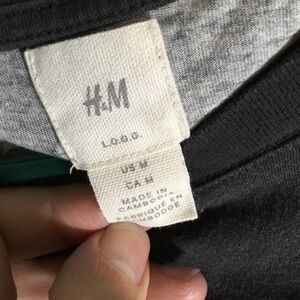 H&M
L.O.G.G.
US M
CA M
MADE IN
CAMBODIA
FABRIQUÉ EN
CAMBODGE